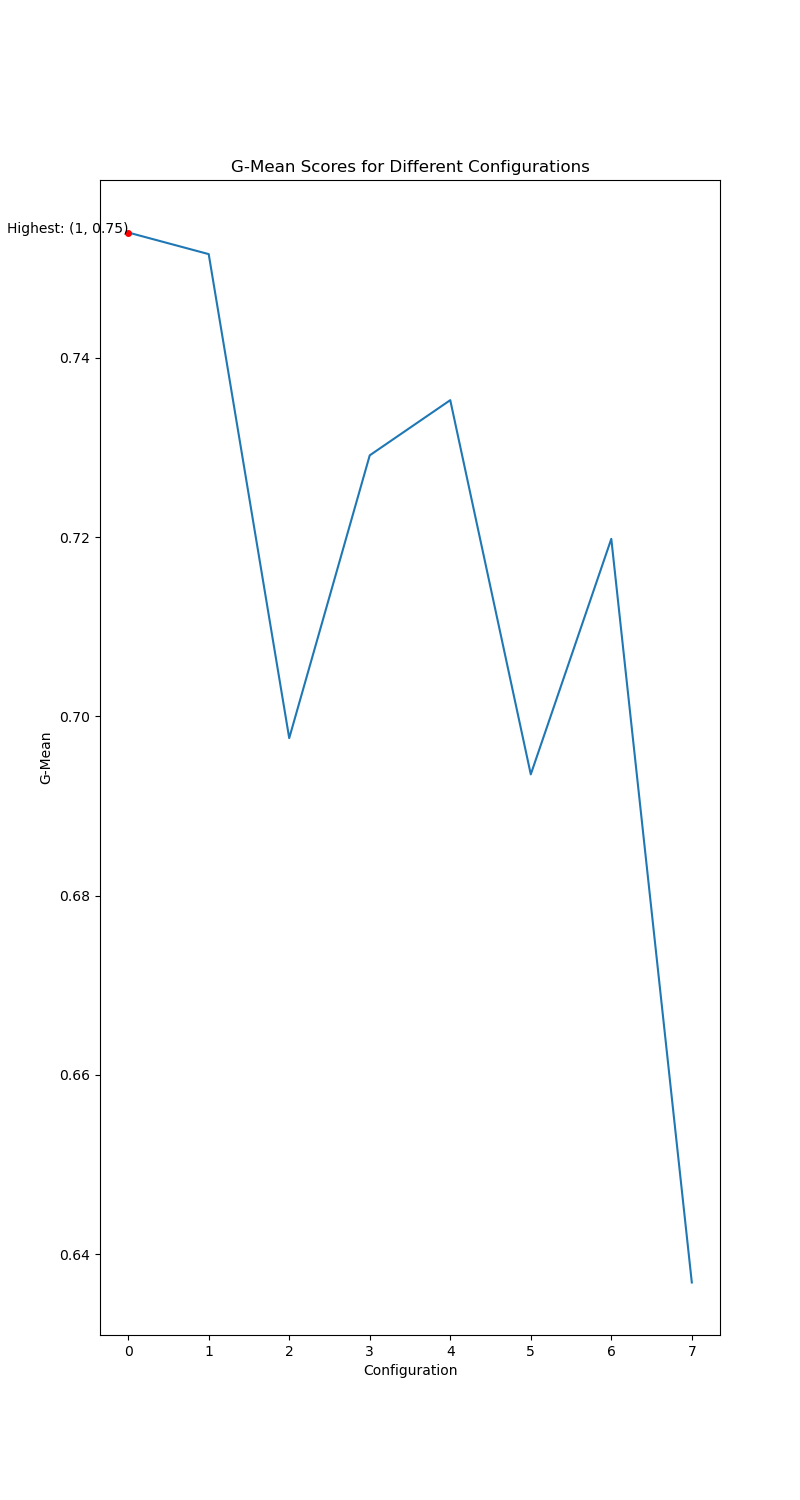 G-Mean Scores for Different Configurations
Highest: (1, 0.75)
0.74
0.72
0.70
G-Mean
0.68
0.66
0.64
0 1 2 3 4 5 6 7
Configuration